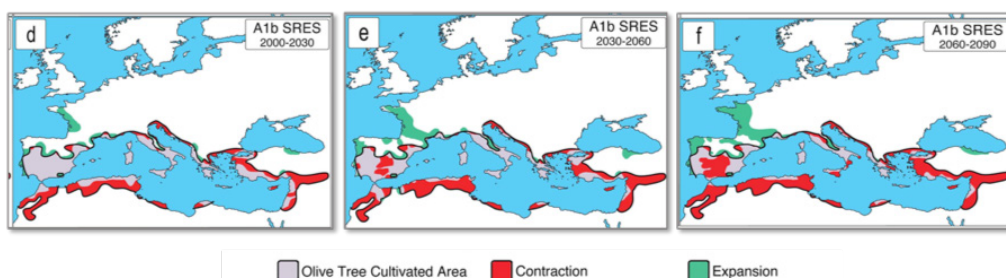 d
A1b SRES
2000-2030
e
A1b SRES
2030-2060
f
A1b SRES
2060-2090
Olive Tree Cultivated Area
Contraction
Expansion